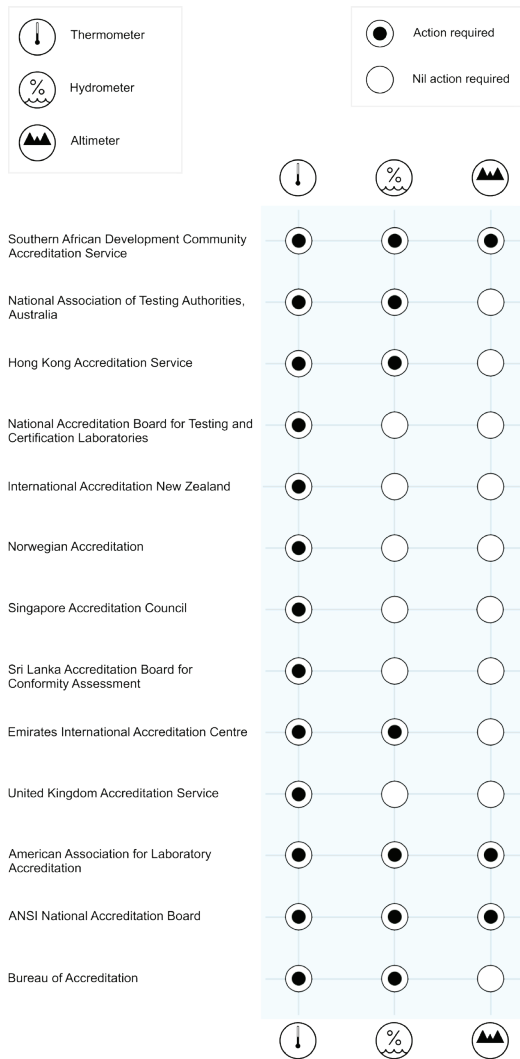 Thermometer
Hydrometer
Altimeter
Action required
Nil action required
%
%
Southern African Development Community
Accreditation Service
National Association of Testing Authorities,
Australia
Hong Kong Accreditation Service
National Accreditation Board for Testing and
Certification Laboratories
International Accreditation New Zealand
Norwegian Accreditation
Singapore Accreditation Council
Sri Lanka Accreditation Board for
Conformity Assessment
Emirates International Accreditation Centre
United Kingdom Accreditation Service
American Association for Laboratory
Accreditation
ANSI National Accreditation Board
Bureau of Accreditation
%